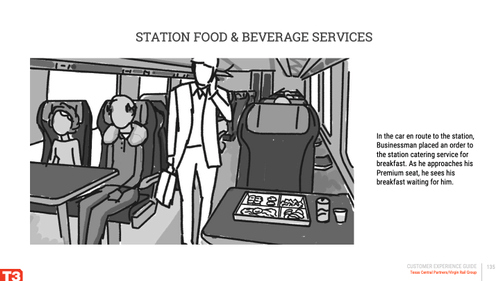 STATION FOOD & BEVERAGE SERVICES
In the car en route to the station,
Businessman placed an order to
the station catering service for
breakfast. As he approaches his
Premium seat, he sees his
breakfast waiting for him.
CUSTOMER EXPERIENCE GUIDE
Texas Central Partners/Virgin Rail Group
T3